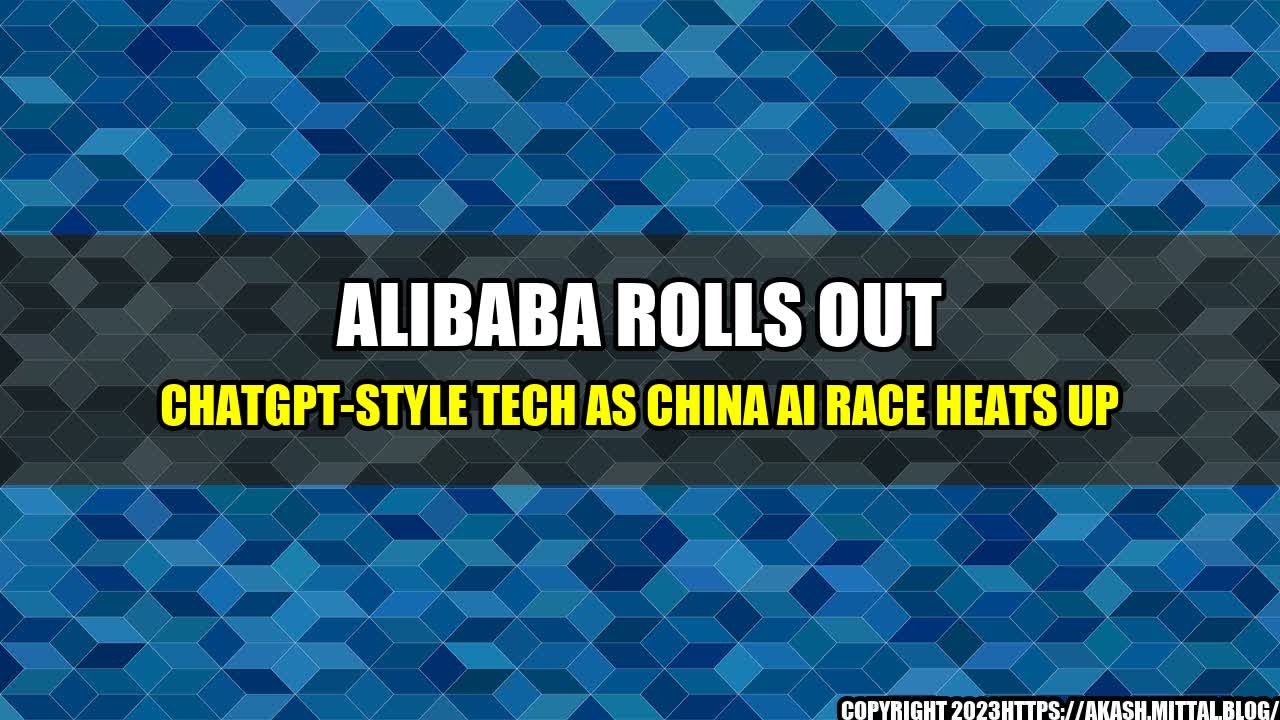 ALIBABA ROLLS OUT
CHATGPT-STYLE TECH AS CHINA AI RACE HEATS UP
COPYRIGHT 2023HTTPS://AKASH.MITTAL.BLOG/